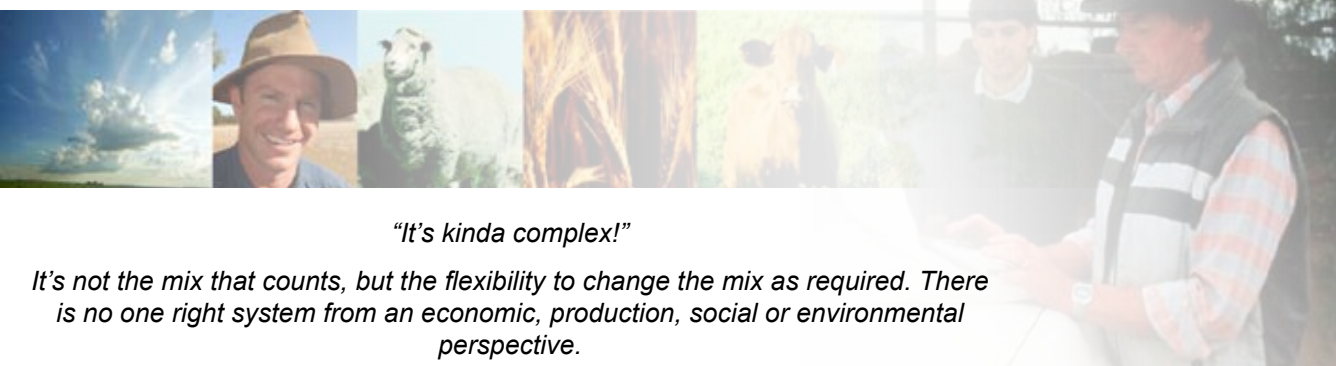 “It’s kinda complex!”
It’s not the mix that counts, but the flexibility to change the mix as required. There
is no one right system from an economic, production, social or environmental
perspective.